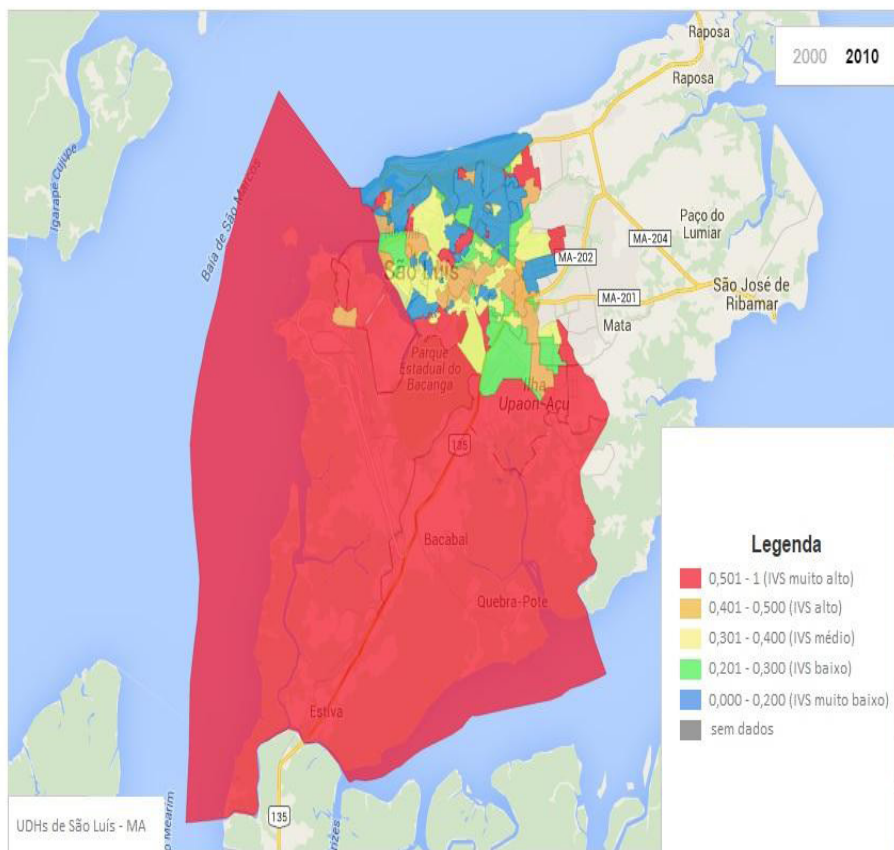 Raposa
2000 2010
Raposa
Igarapé Cujupe
Baía de São Marcos
Paço do
Lumiar
MA-204
MA-202
São Luís
São José de
Ribamar
MA-201
Mata
Parque
Estadual do
Bacanga
Ilha
Upaon-Açu
135
Bacabal
Quebra-Pote
Estiva
135
o Mearim
Legenda
0,501 - 1 (IVS muito alto)
0,401 - 0,500 (IVS alto)
0,301 - 0,400 (IVS médio)
0,201 - 0,300 (IVS baixo)
0,000 - 0,200 (IVS muito baixo)
sem dados
UDHs de São Luís - MA